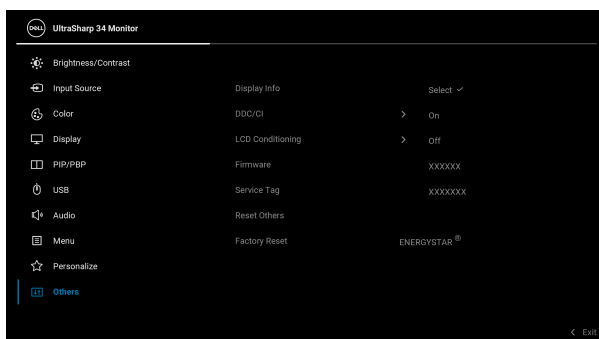 DELL UltraSharp 34 Monitor
Brightness/Contrast
Input Source Display Info Select ✓
Color DDC/CI > On
Display LCD Conditioning > Off
PIP/PBP Firmware XXXXXX
USB Service Tag XXXXXXX
Audio Reset Others
Menu Factory Reset ENERGYSTAR ®
Personalize
Others
< Exit